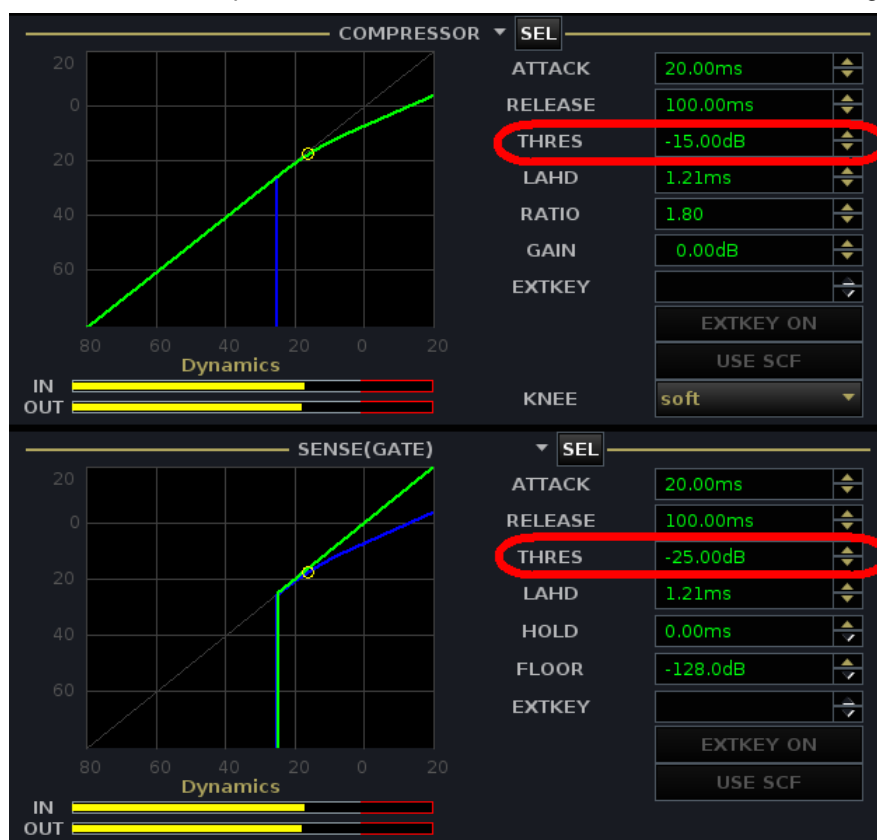 COMPRESSOR SEL
20
0
20
40
60
80 60 40 20 0 20
Dynamics
IN
OUT
ATTACK 20.00ms
RELEASE 100.00ms
THRES -15.00dB
LAHD 1.21ms
RATIO 1.80
GAIN 0.00dB
EXTKEY
EXTKEY ON
USE SCF
KNEE soft
SENSE(GATE) SEL
20
0
20
40
60
80 60 40 20 0 20
Dynamics
IN
OUT
ATTACK 20.00ms
RELEASE 100.00ms
THRES -25.00dB
LAHD 1.21ms
HOLD 0.00ms
FLOOR -128.0dB
EXTKEY
EXTKEY ON
USE SCF